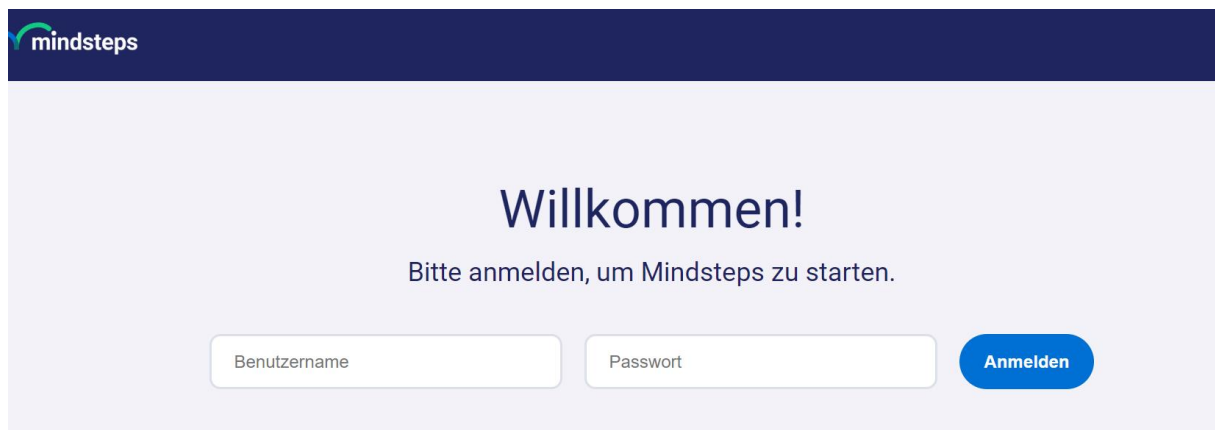 mindsteps
Willkommen!
Bitte anmelden, um Mindsteps zu starten.
Benutzername Passwort Anmelden